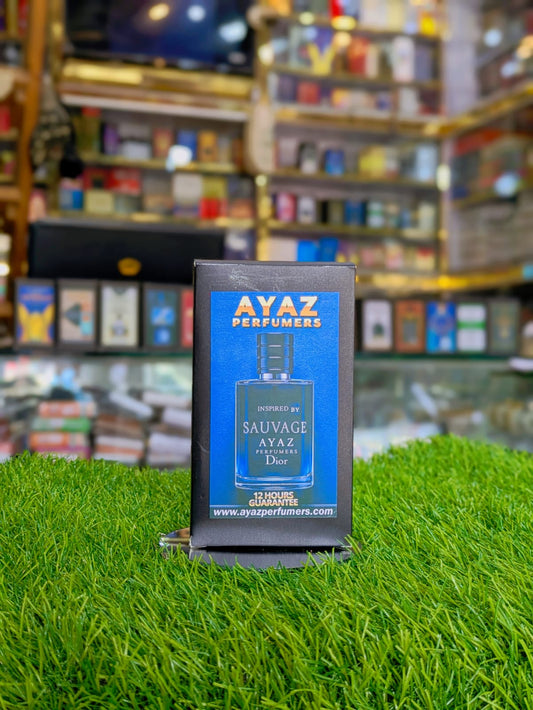 AYAZ
PERFUMERS
INSPIRED BY
SAUVAGE
AYAZ
PERFUMERS
Dior
12 HOURS
GUARANTEE
www.ayazperfumers.com